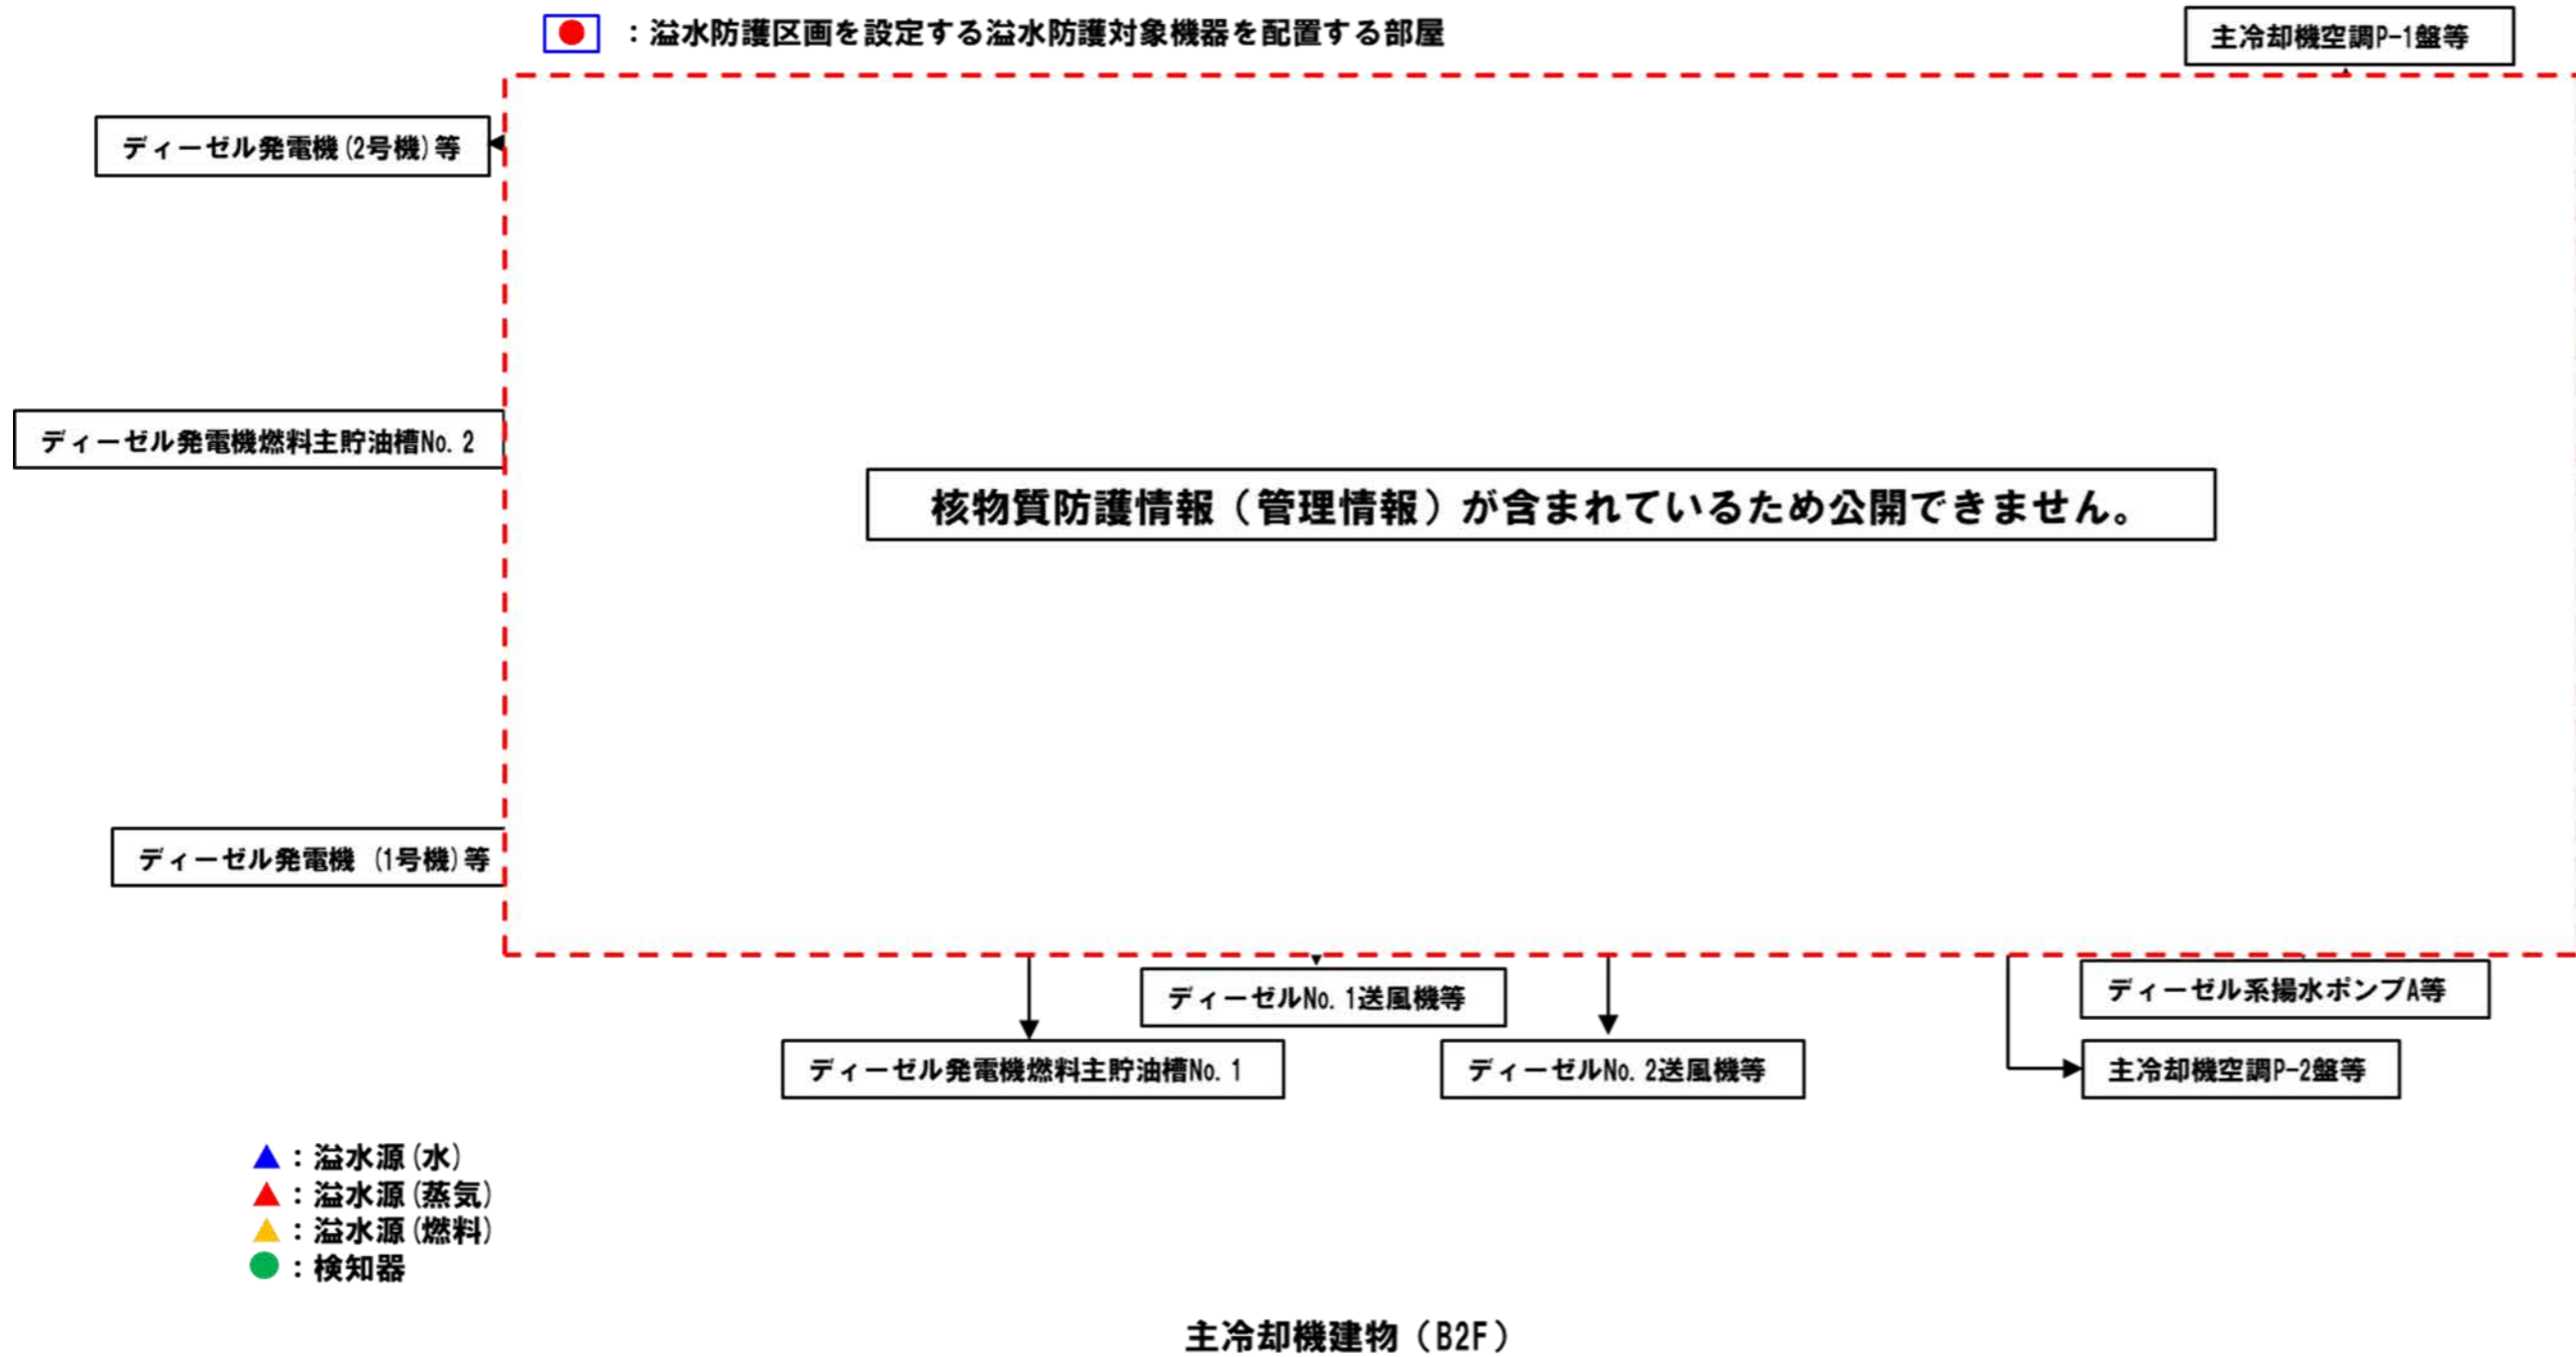 ：溢水防護区画を設定する溢水防護対象機器を配置する部屋
主冷却機空調P-1盤等
ディーゼル発電機(2号機)等
ディーゼル発電機燃料主貯油槽No.2
核物質防護情報（管理情報）が含まれているため公開できません。
ディーゼル発電機 (1号機)等
ディーゼルNo.1送風機等
ディーゼル系揚水ポンプA等
ディーゼル発電機燃料主貯油槽No.1
ディーゼルNo.2送風機等
主冷却機空調P-2盤等
：溢水源(水)
：溢水源(蒸気)
：溢水源(燃料)
：検知器
主冷却機建物（B2F）